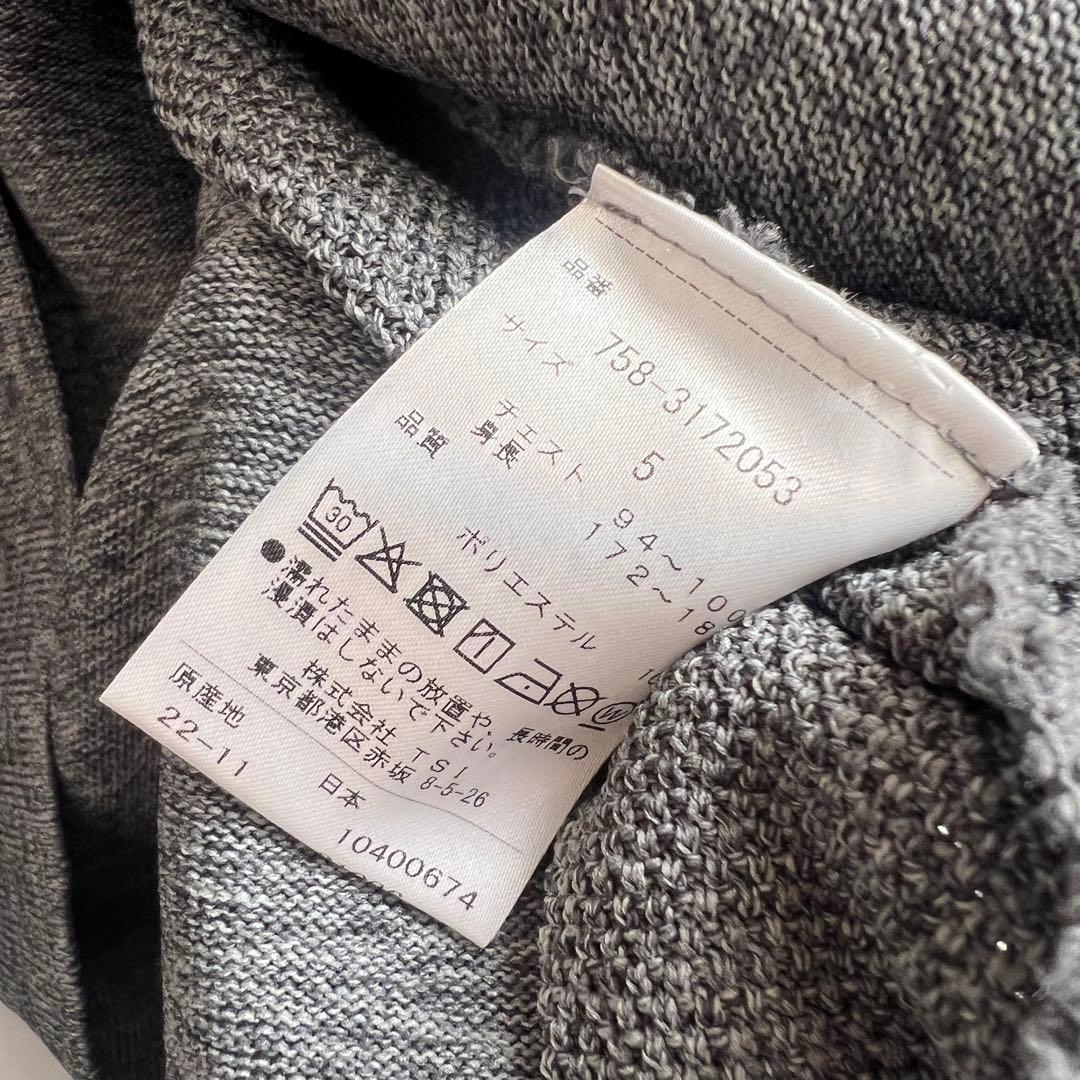 品番
758-3172053
サイズ 5
チェスト 94~100
身長 172~18
品質
ポリエステル
30
W
●濡れたままの放置や、長時間の
浸漬はしないで下さい。
株式会社 TSI
東京都港区赤坂 8-5-26
原産地 日本
22-11 10400674